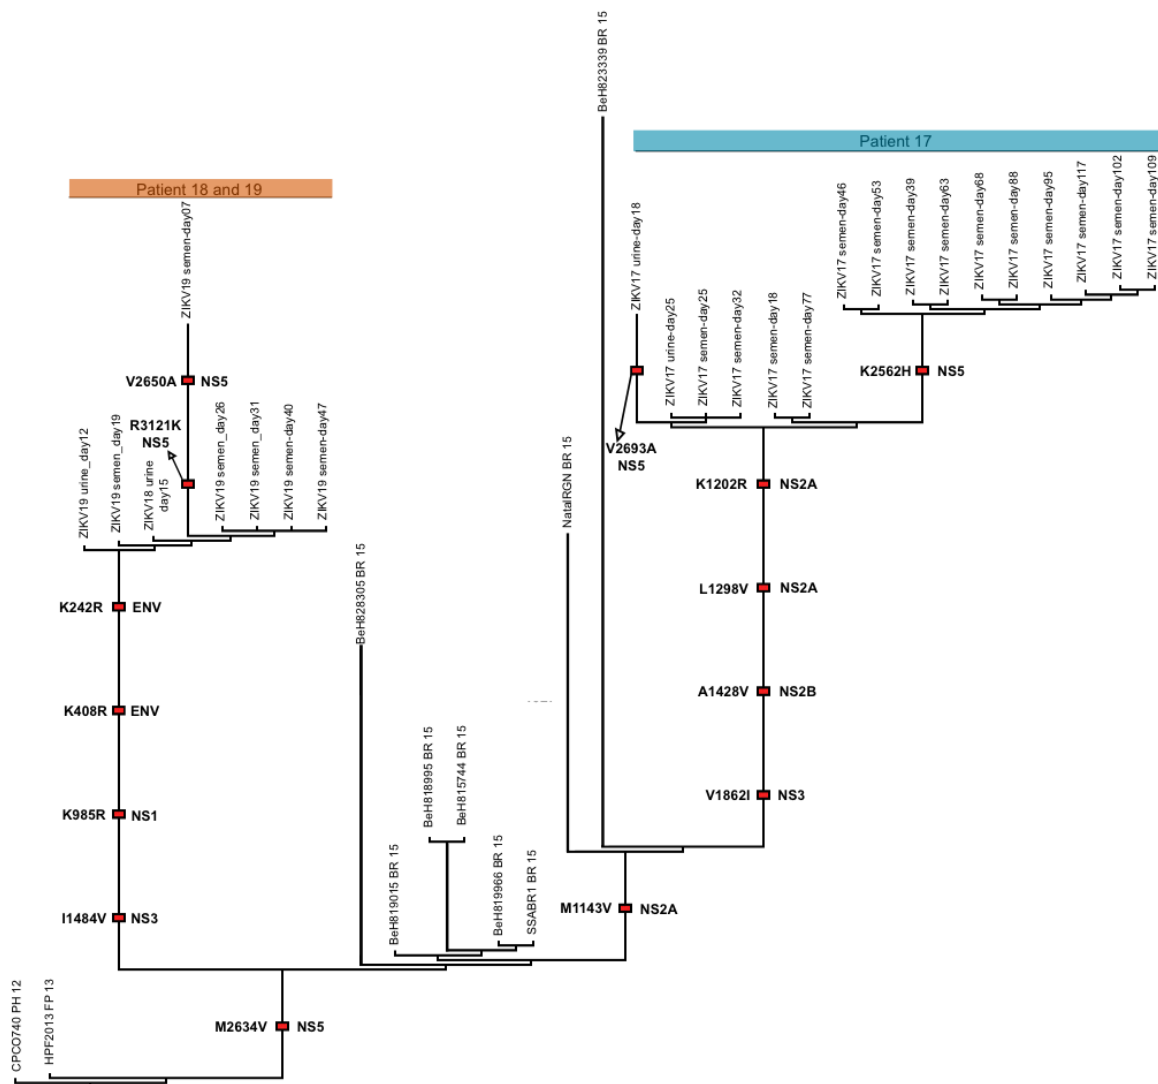 BeH823339 BR 15
Patient 17
Patient 18 and 19
ZIKV19 semen-day07
ZIKV17 urine-day18
ZIKV17 urine-day25
ZIKV17 semen-day25
ZIKV17 semen-day32
ZIKV17 semen-day18
ZIKV17 semen-day77
ZIKV17 semen-day46
ZIKV17 semen-day53
ZIKV17 semen-day39
ZIKV17 semen-day63
ZIKV17 semen-day68
ZIKV17 semen-day88
ZIKV17 semen-day95
ZIKV17 semen-day117
ZIKV17 semen-day102
ZIKV17 semen-day109
V2650A NS5
K2562H NS5
R3121K
NS5
V2693A
NS5
ZIKV19 urine_day12
ZIKV19 semen_day19
ZIKV18 urine
day15
ZIKV19 semen_day26
ZIKV19 semen_day31
ZIKV19 semen-day40
ZIKV19 semen-day47
NatalRGN BR 15
K1202R NS2A
BeH828305 BR 15
L1298V NS2A
K242R ENV
A1428V NS2B
K408R ENV
V1862I NS3
K985R NS1
BeH818995 BR 15
BeH815744 BR 15
BeH819015 BR 15
BeH819966 BR 15
SSABR1 BR 15
M1143V NS2A
I1484V NS3
CPCO740 PH 12
HPF2013 FP 13
M2634V NS5